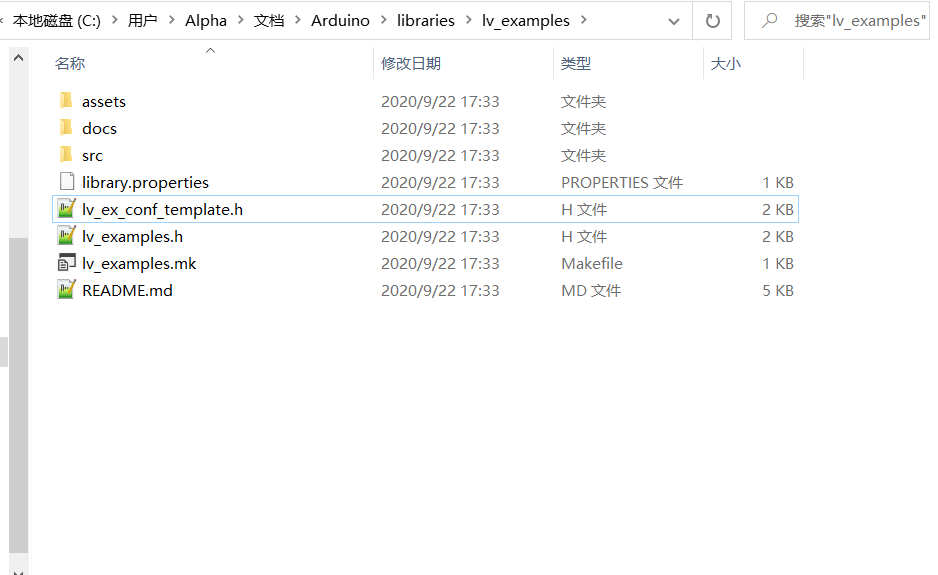 本地磁盘 (C:) 用户 Alpha 文档 Arduino libraries lv_examples 搜索"lv_examples"
名称 修改日期 类型 大小
assets 2020/9/22 17:33 文件夹
docs 2020/9/22 17:33 文件夹
src 2020/9/22 17:33 文件夹
library.properties 2020/9/22 17:33 PROPERTIES 文件 1 KB
lv_ex_conf_template.h 2020/9/22 17:33 H 文件 2 KB
lv_examples.h 2020/9/22 17:33 H 文件 2 KB
lv_examples.mk 2020/9/22 17:33 Makefile 1 KB
README.md 2020/9/22 17:33 MD 文件 5 KB